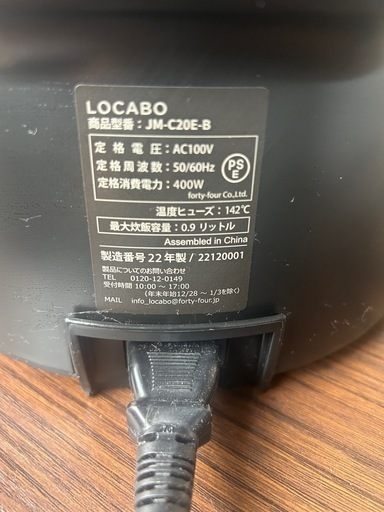 LOCABO
商品型番：JM-C20E-B
定格電圧：AC100V
定格周波数：50/60Hz
定格消費電力：400W
PS
E
forty-four Co.,Ltd.
温度ヒューズ：142℃
最大炊飯容量：0.9 リットル
Assembled in China
製造番号 22年製 / 22120001
製品についてのお問い合わせ
TEL 0120-12-0149
受付時間 10:00 〜 17:00
（年末年始12/28 〜 1/3を除く）
MAIL info_locabo@forty-four.jp